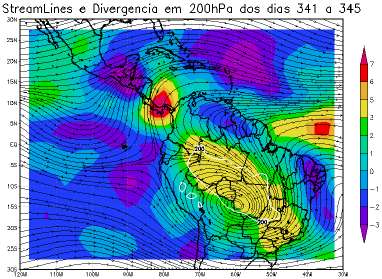 StreamLines e Divergencia em 200hPa dos dias 341 a 345
30N
25N
20N
15N
10N
5N
EQ
5S
10S
15S
20S
25S
30S
120W 110W 100W 90W 80W 70W 60W 50W 40W 30W
7
6
5
3
2
1
0
-1
-2
-3
200
200